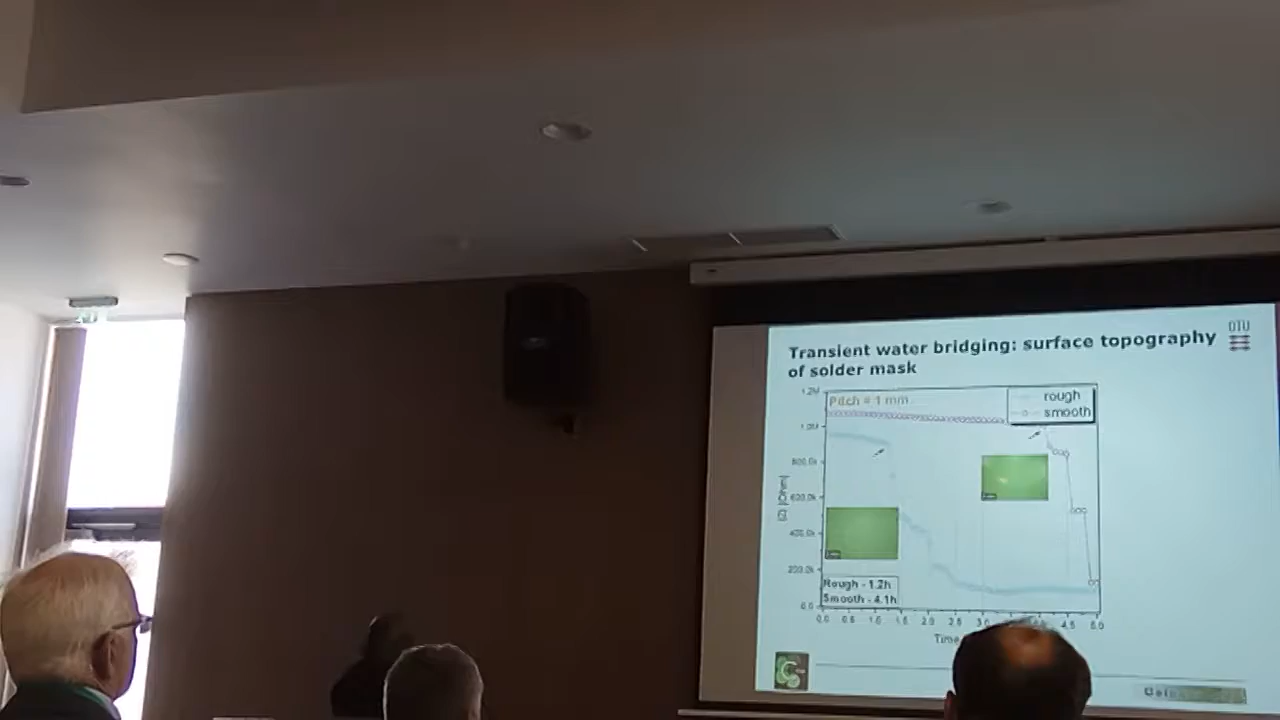 Transient water bridging: surface topography
of solder mask
DTU
Pitch = 1 mm
rough
smooth
1.2M
1.0M
800.0k
600.0k
400.0k
200.0k
0.0
|Z| [Ohm]
Rough - 1.2h
Smooth - 4.1h
0.0 0.5 1.0 1.5 2.0 2.5 3.0 4.5 5.0
Time